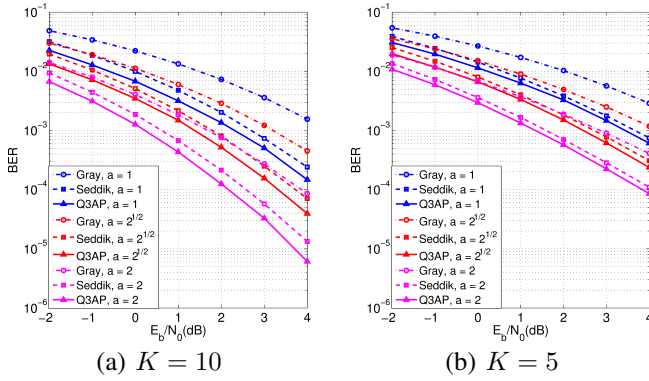 10⁻¹
10⁻²
10⁻³
10⁻⁴
10⁻⁵
10⁻⁶
BER
Gray, a = 1
Seddik, a = 1
Q3AP, a = 1
Gray, a = 2^{1/2}
Seddik, a = 2^{1/2}
Q3AP, a = 2^{1/2}
Gray, a = 2
Seddik, a = 2
Q3AP, a = 2
−2 −1 0 1 2 3 4
E_b/N_0(dB)
(a) K = 10
10⁻¹
10⁻²
10⁻³
10⁻⁴
10⁻⁵
10⁻⁶
BER
Gray, a = 1
Seddik, a = 1
Q3AP, a = 1
Gray, a = 2^{1/2}
Seddik, a = 2^{1/2}
Q3AP, a = 2^{1/2}
Gray, a = 2
Seddik, a = 2
Q3AP, a = 2
−2 −1 0 1 2 3 4
E_b/N_0(dB)
(b) K = 5